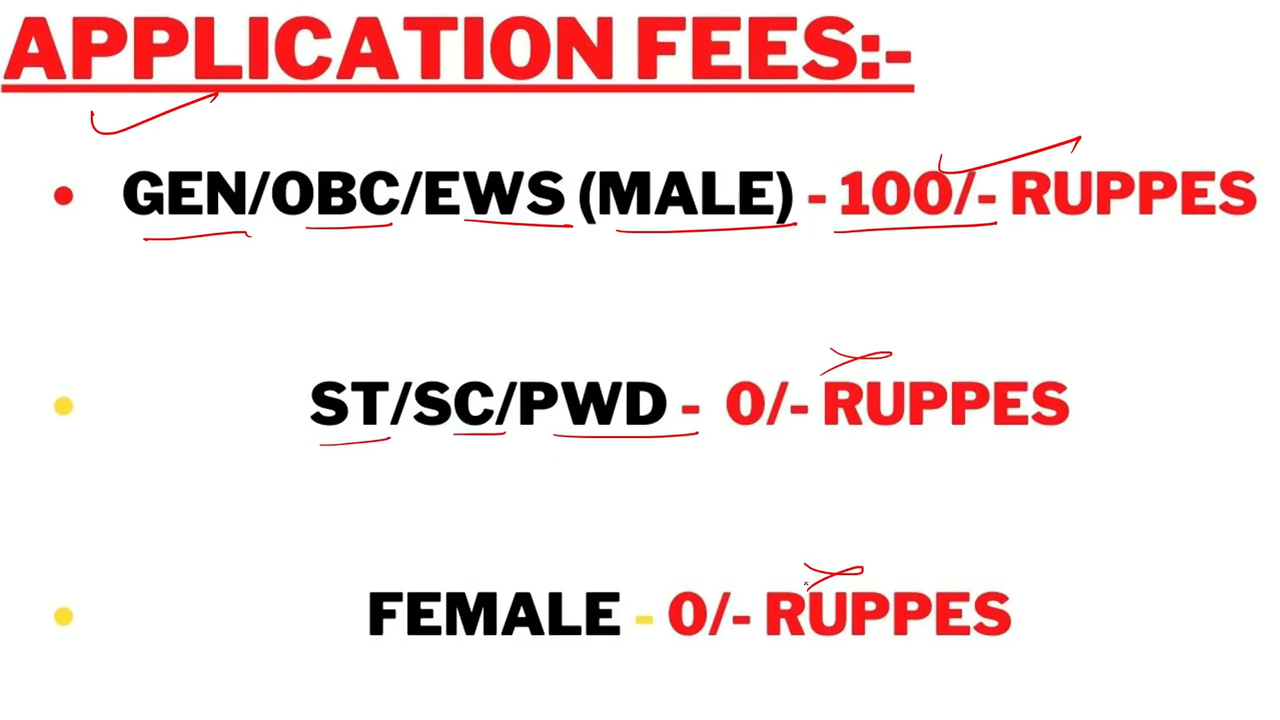 APPLICATION FEES:-
• GEN/OBC/EWS (MALE) - 100/- RUPPES
• ST/SC/PWD - 0/- RUPPES
• FEMALE - 0/- RUPPES